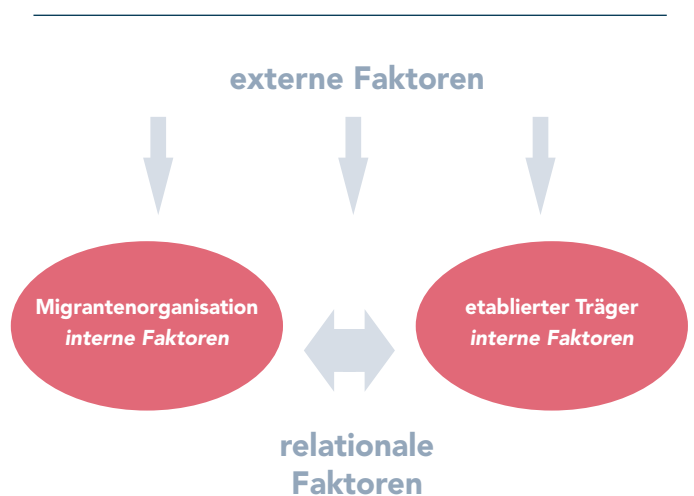 externe Faktoren
Migrantenorganisation
interne Faktoren
etablierter Träger
interne Faktoren
relationale
Faktoren